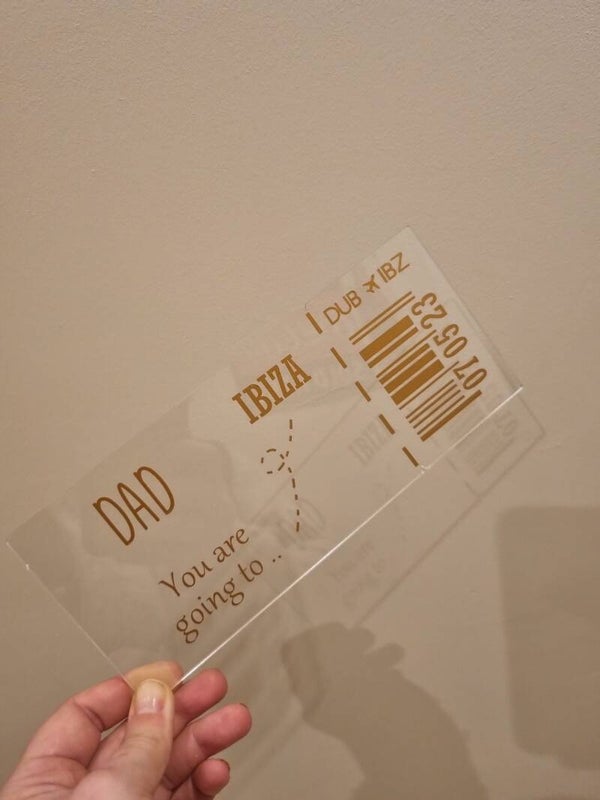 DAD
You are
going to ..
IBIZA
DUB ✈ IBZ
07 05 23